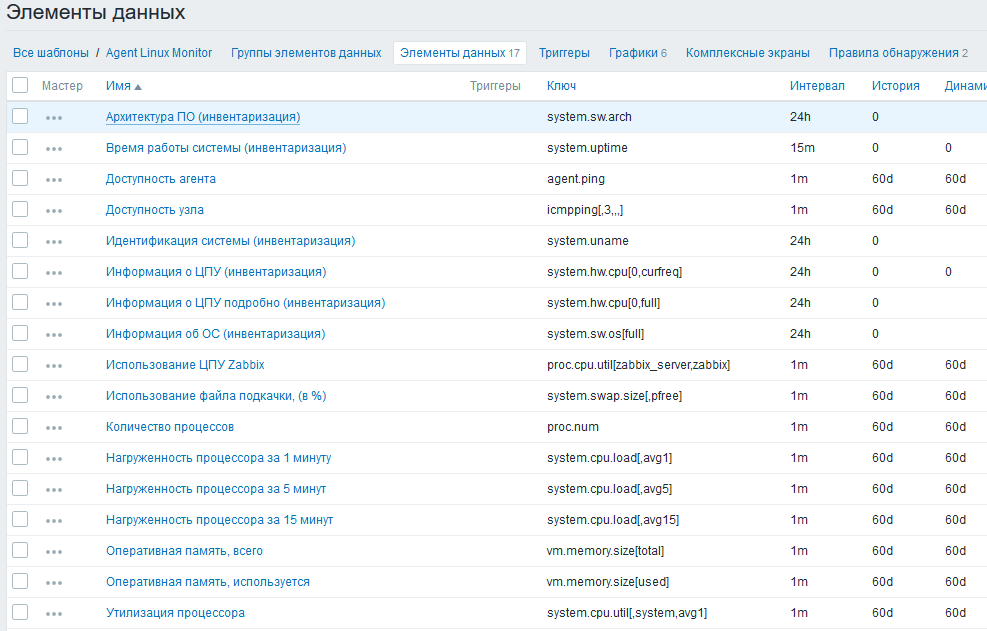 Элементы данных
Все шаблоны / Agent Linux Monitor Группы элементов данных Элементы данных 17 Триггеры Графики 6 Комплексные экраны Правила обнаружения 2
Мастер Имя ▲ Триггеры Ключ Интервал История Динами
Архитектура ПО (инвентаризация) system.sw.arch 24h 0
Время работы системы (инвентаризация) system.uptime 15m 0 0
Доступность агента agent.ping 1m 60d 60d
Доступность узла icmpping[,3,,,] 1m 60d 60d
Идентификация системы (инвентаризация) system.uname 24h 0
Информация о ЦПУ (инвентаризация) system.hw.cpu[0,curfreq] 24h 0 0
Информация о ЦПУ подробно (инвентаризация) system.hw.cpu[0,full] 24h 0
Информация об ОС (инвентаризация) system.sw.os[full] 24h 0
Использование ЦПУ Zabbix proc.cpu.util[zabbix_server,zabbix] 1m 60d 60d
Использование файла подкачки, (в %) system.swap.size[,pfree] 1m 60d 60d
Количество процессов proc.num 1m 60d 60d
Нагруженность процессора за 1 минуту system.cpu.load[,avg1] 1m 60d 60d
Нагруженность процессора за 5 минут system.cpu.load[,avg5] 1m 60d 60d
Нагруженность процессора за 15 минут system.cpu.load[,avg15] 1m 60d 60d
Оперативная память, всего vm.memory.size[total] 1m 60d 60d
Оперативная память, используется vm.memory.size[used] 1m 60d 60d
Утилизация процессора system.cpu.util[,system,avg1] 1m 60d 60d